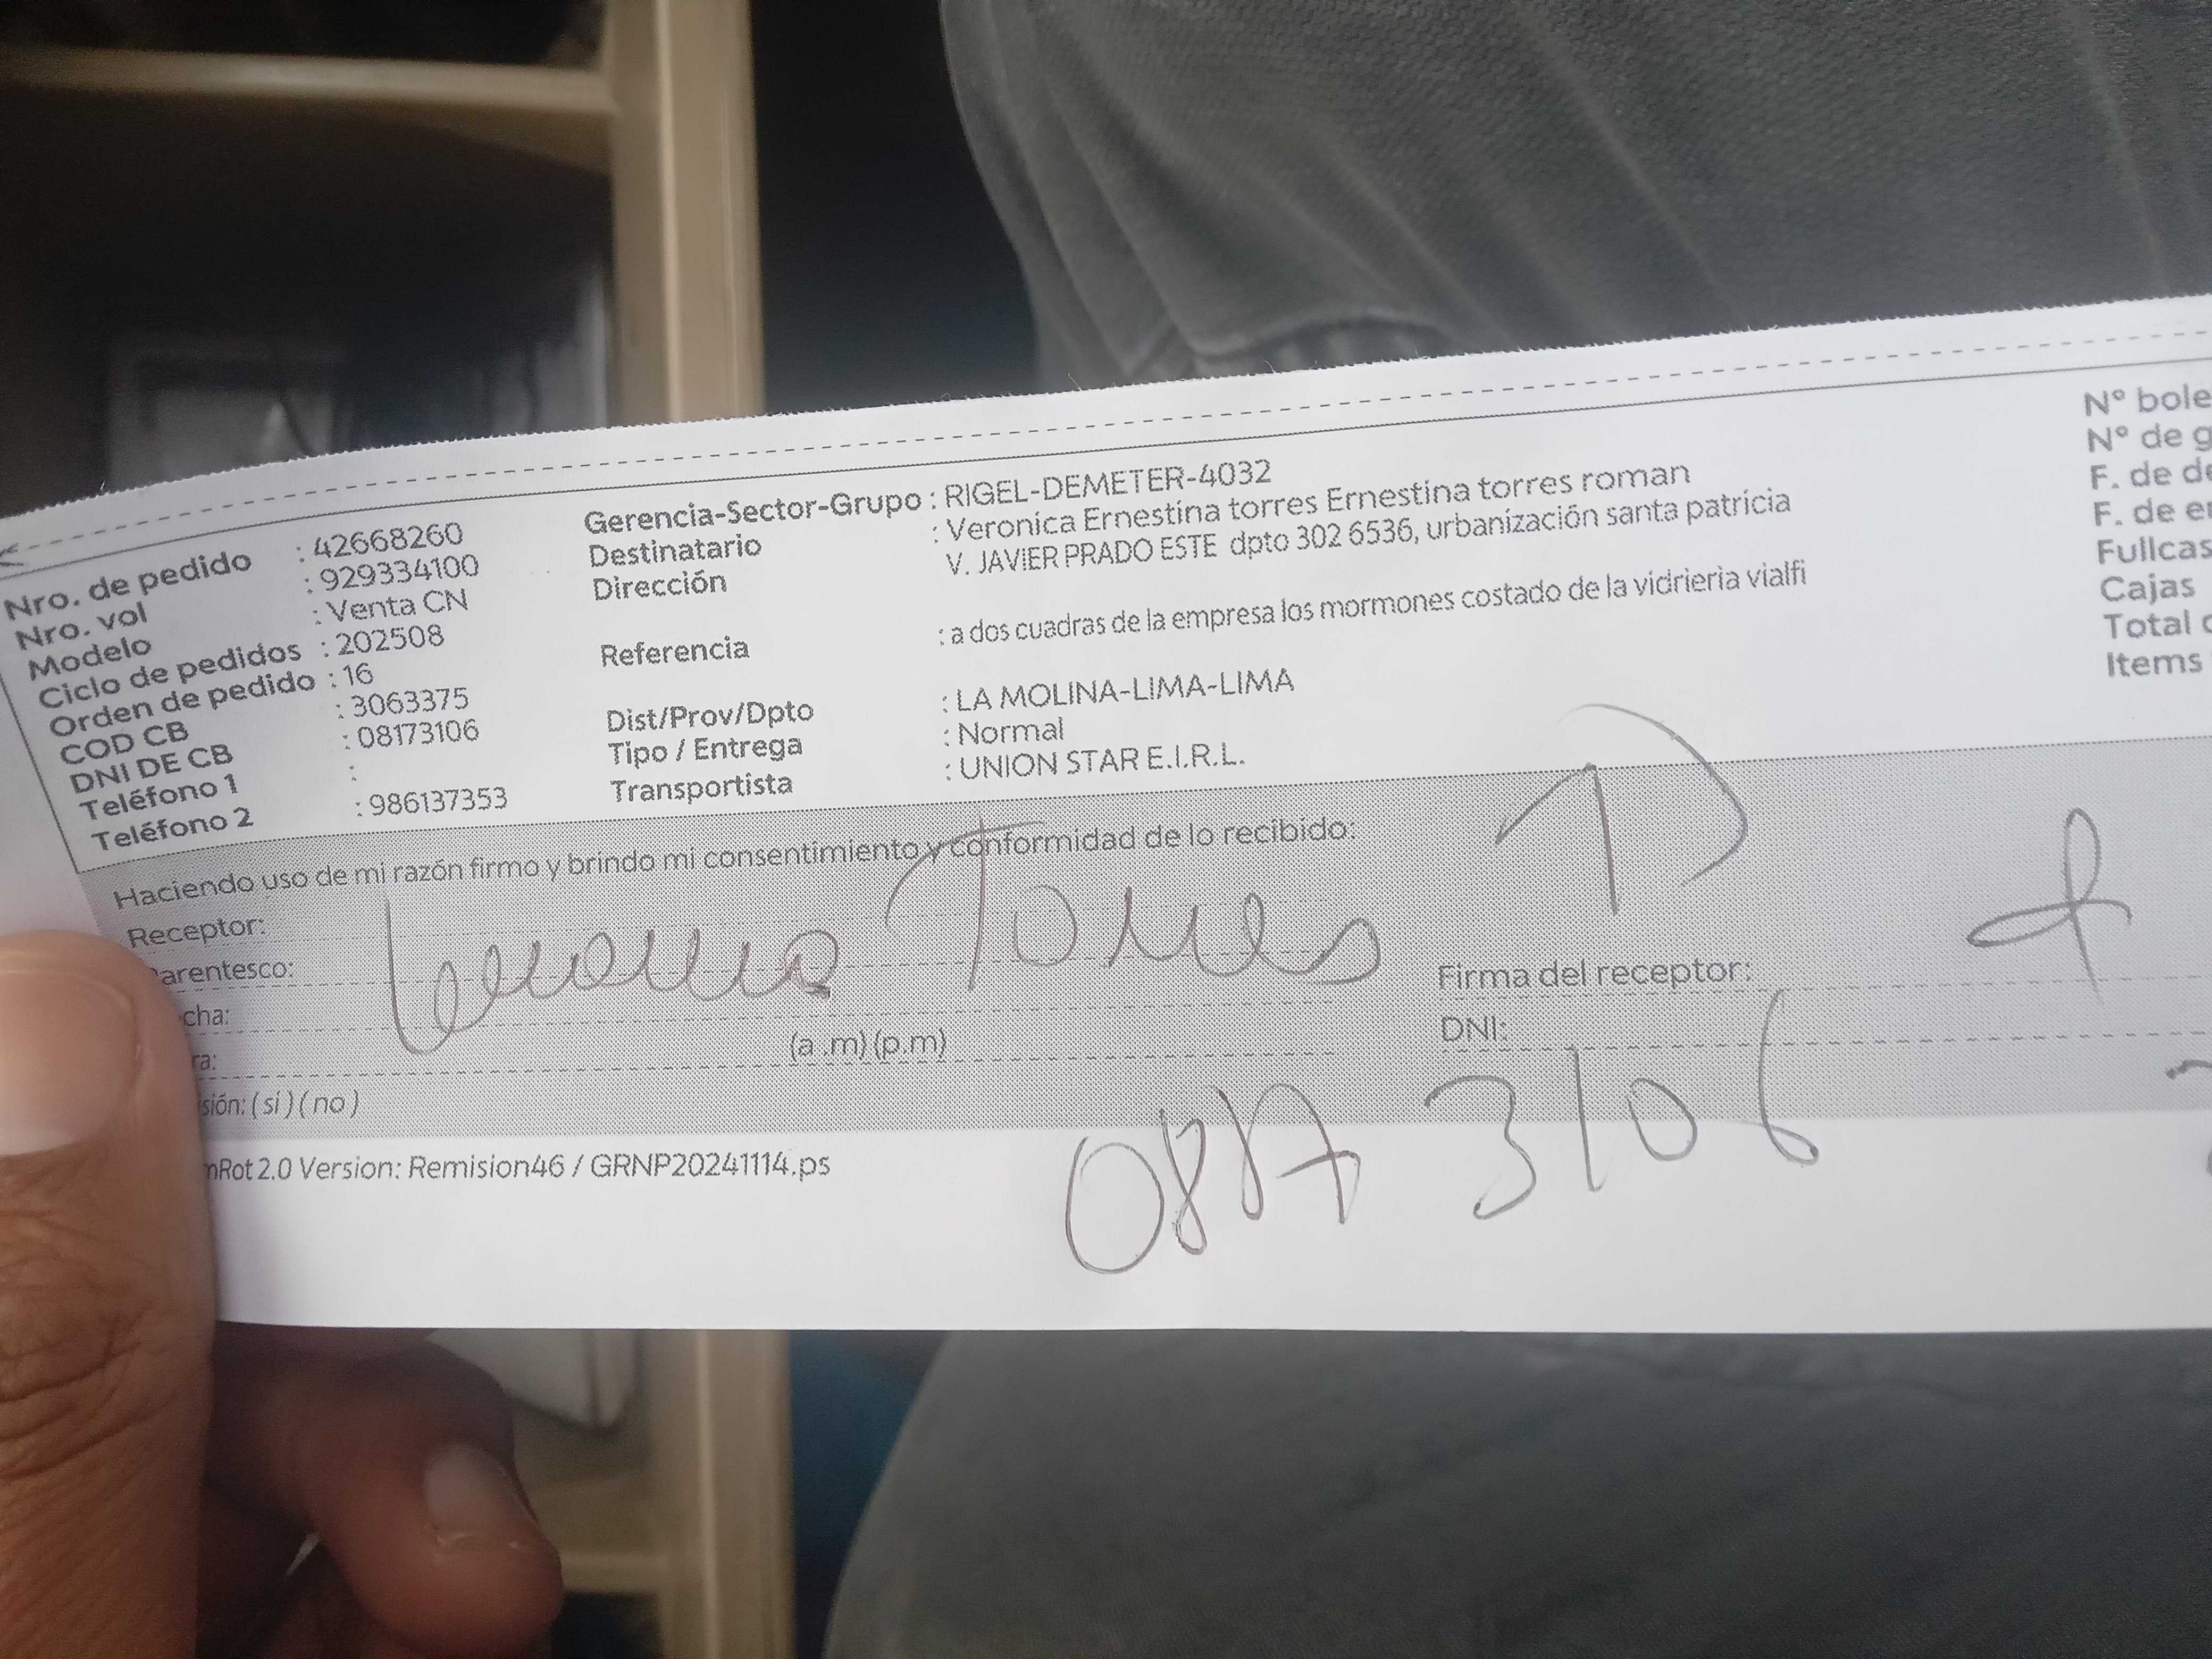 Nro. de pedido : 42668260
Nro. vol : 929334100
Modelo : Venta CN
Ciclo de pedidos : 202508
Orden de pedido : 16
COD CB : 3063375
DNI DE CB : 08173106
Teléfono 1 :
Teléfono 2 : 986137353
Gerencia-Sector-Grupo : RIGEL-DEMETER-4032
Destinatario : Veronica Ernestina torres Ernestina torres roman
Dirección V. JAVIER PRADO ESTE dpto 302 6536, urbanización santa patricia
Referencia : a dos cuadras de la empresa los mormones costado de la vidrieria vialfi
Dist/Prov/Dpto : LA MOLINA-LIMA-LIMA
Tipo / Entrega : Normal
Transportista : UNION STAR E.I.R.L.
N° bole
N° de g
F. de de
F. de en
Fullcas
Cajas
Total
Items
Haciendo uso de mi razón firmo y brindo mi consentimiento y conformidad de lo recibido:
Receptor:
arentesco:
Torres
cha:
ra: (a .m) (p.m)
sión: ( si ) ( no )
Firma del receptor:
DNI:
08173106
mRot 2.0 Version: Remision46 / GRNP20241114.ps